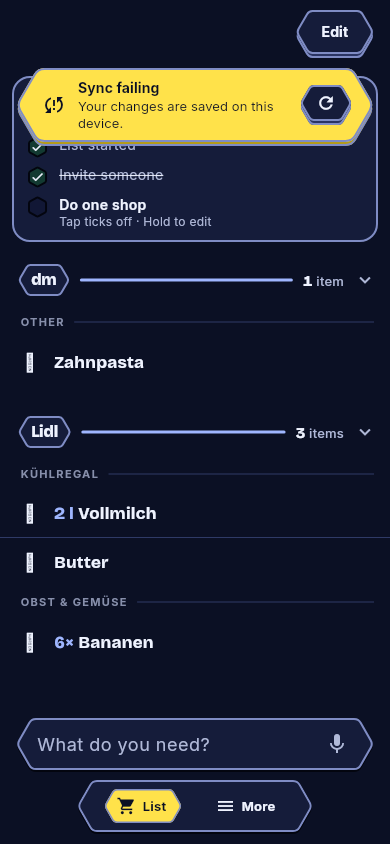 Edit
Sync failing
Your changes are saved on this
device.
List started
Invite someone
Do one shop
Tap ticks off · Hold to edit
dm
1 item
OTHER
Zahnpasta
Lidl
3 items
KÜHLREGAL
2 l Vollmilch
Butter
OBST & GEMÜSE
6× Bananen
What do you need?
List
More